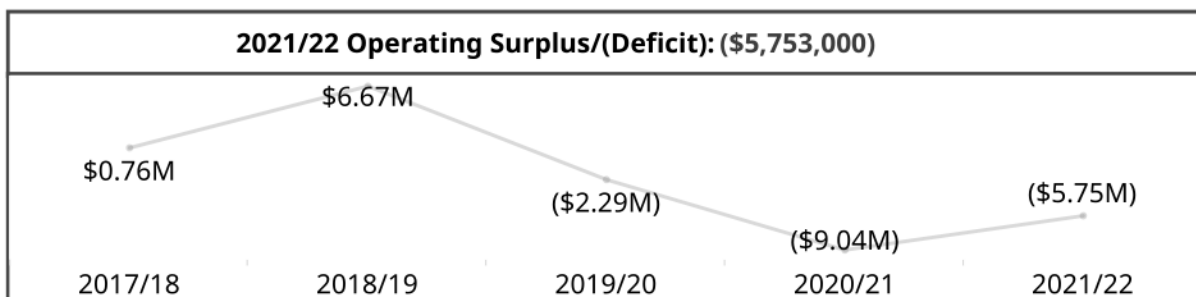 2021/22 Operating Surplus/(Deficit): ($5,753,000)
$6.67M
$0.76M
($5.75M)
($2.29M)
($9.04M)
2017/18 2018/19 2019/20 2020/21 2021/22